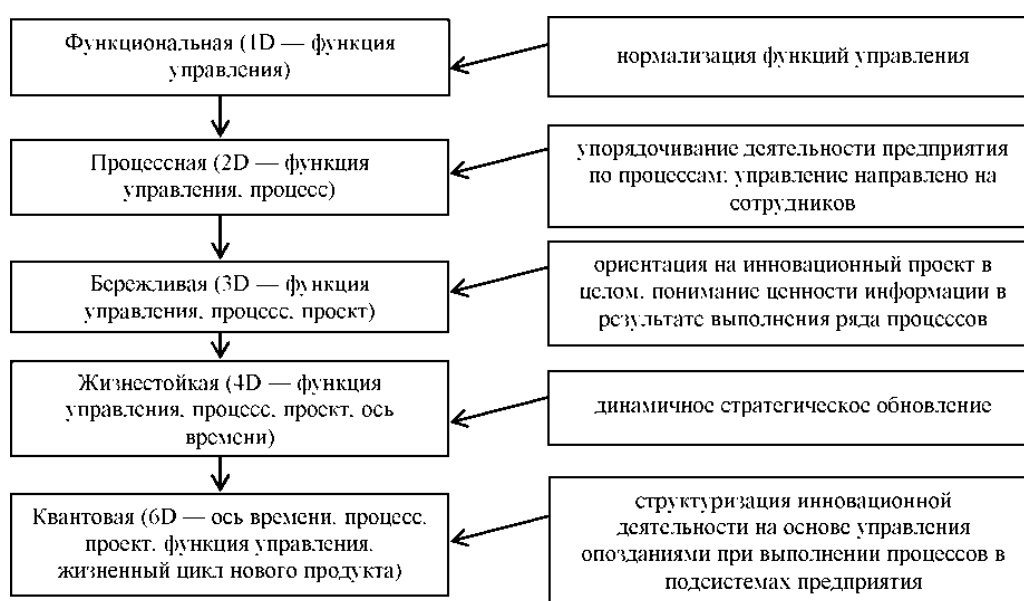 Функциональная (1D — функция
управления)
нормализация функций управления
Процессная (2D — функция
управления, процесс)
упорядочивание деятельности предприятия
по процессам; управление направлено на
сотрудников
Бережливая (3D — функция
управления, процесс, проект)
ориентация на инновационный проект в
целом, понимание ценности информации в
результате выполнения ряда процессов
Жизнестойкая (4D — функция
управления, процесс, проект, ось
времени)
динамичное стратегическое обновление
Квантовая (6D — ось времени, процесс,
проект, функция управления,
жизненный цикл нового продукта)
структуризация инновационной
деятельности на основе управления
опозданиями при выполнении процессов в
подсистемах предприятия